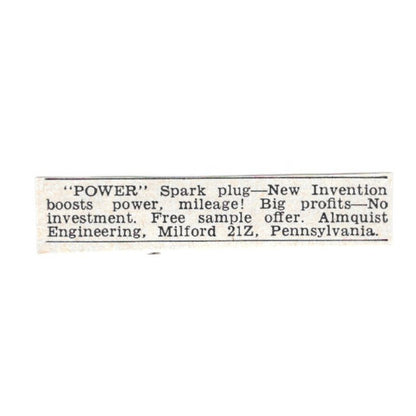 "POWER" Spark plug—New Invention
boosts power, mileage! Big profits—No
investment. Free sample offer. Almquist
Engineering, Milford 21Z, Pennsylvania.